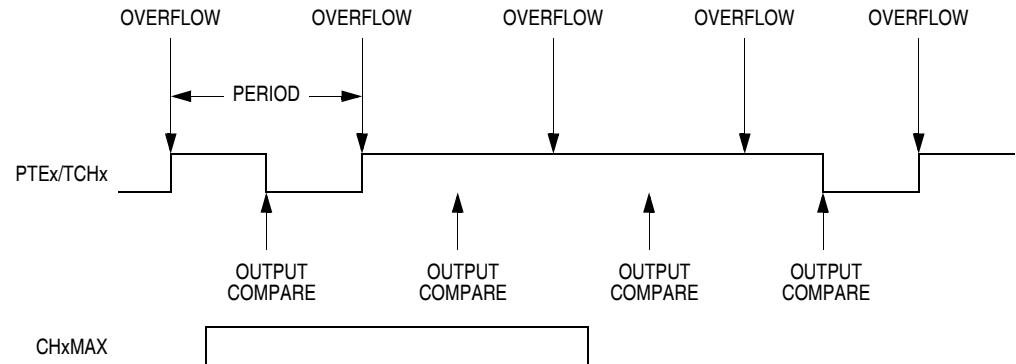 OVERFLOW OVERFLOW OVERFLOW OVERFLOW OVERFLOW
PERIOD
PTEx/TCHx
OUTPUT COMPARE
OUTPUT COMPARE
OUTPUT COMPARE
OUTPUT COMPARE
CHxMAX